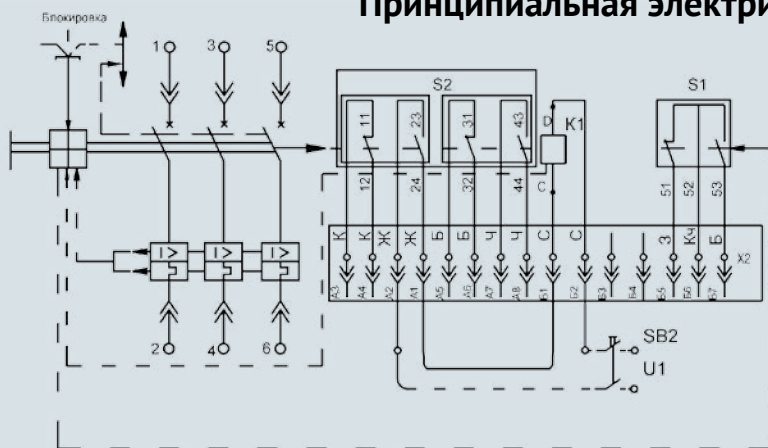 Принципиальная электри
Блокировка
1 3 5
S2 S1
D K1
11 23 31 43
12 24 32 44 C 51 52 53
К К Ж Ж Б Б Ч Ч С С З Кч Б X2
А3 А4 А2 А1 А5 А6 А7 А8 Б1 Б2 Б3 Б4 Б5 Б6 Б7
I> I> I>
2 4 6
SB2
U1